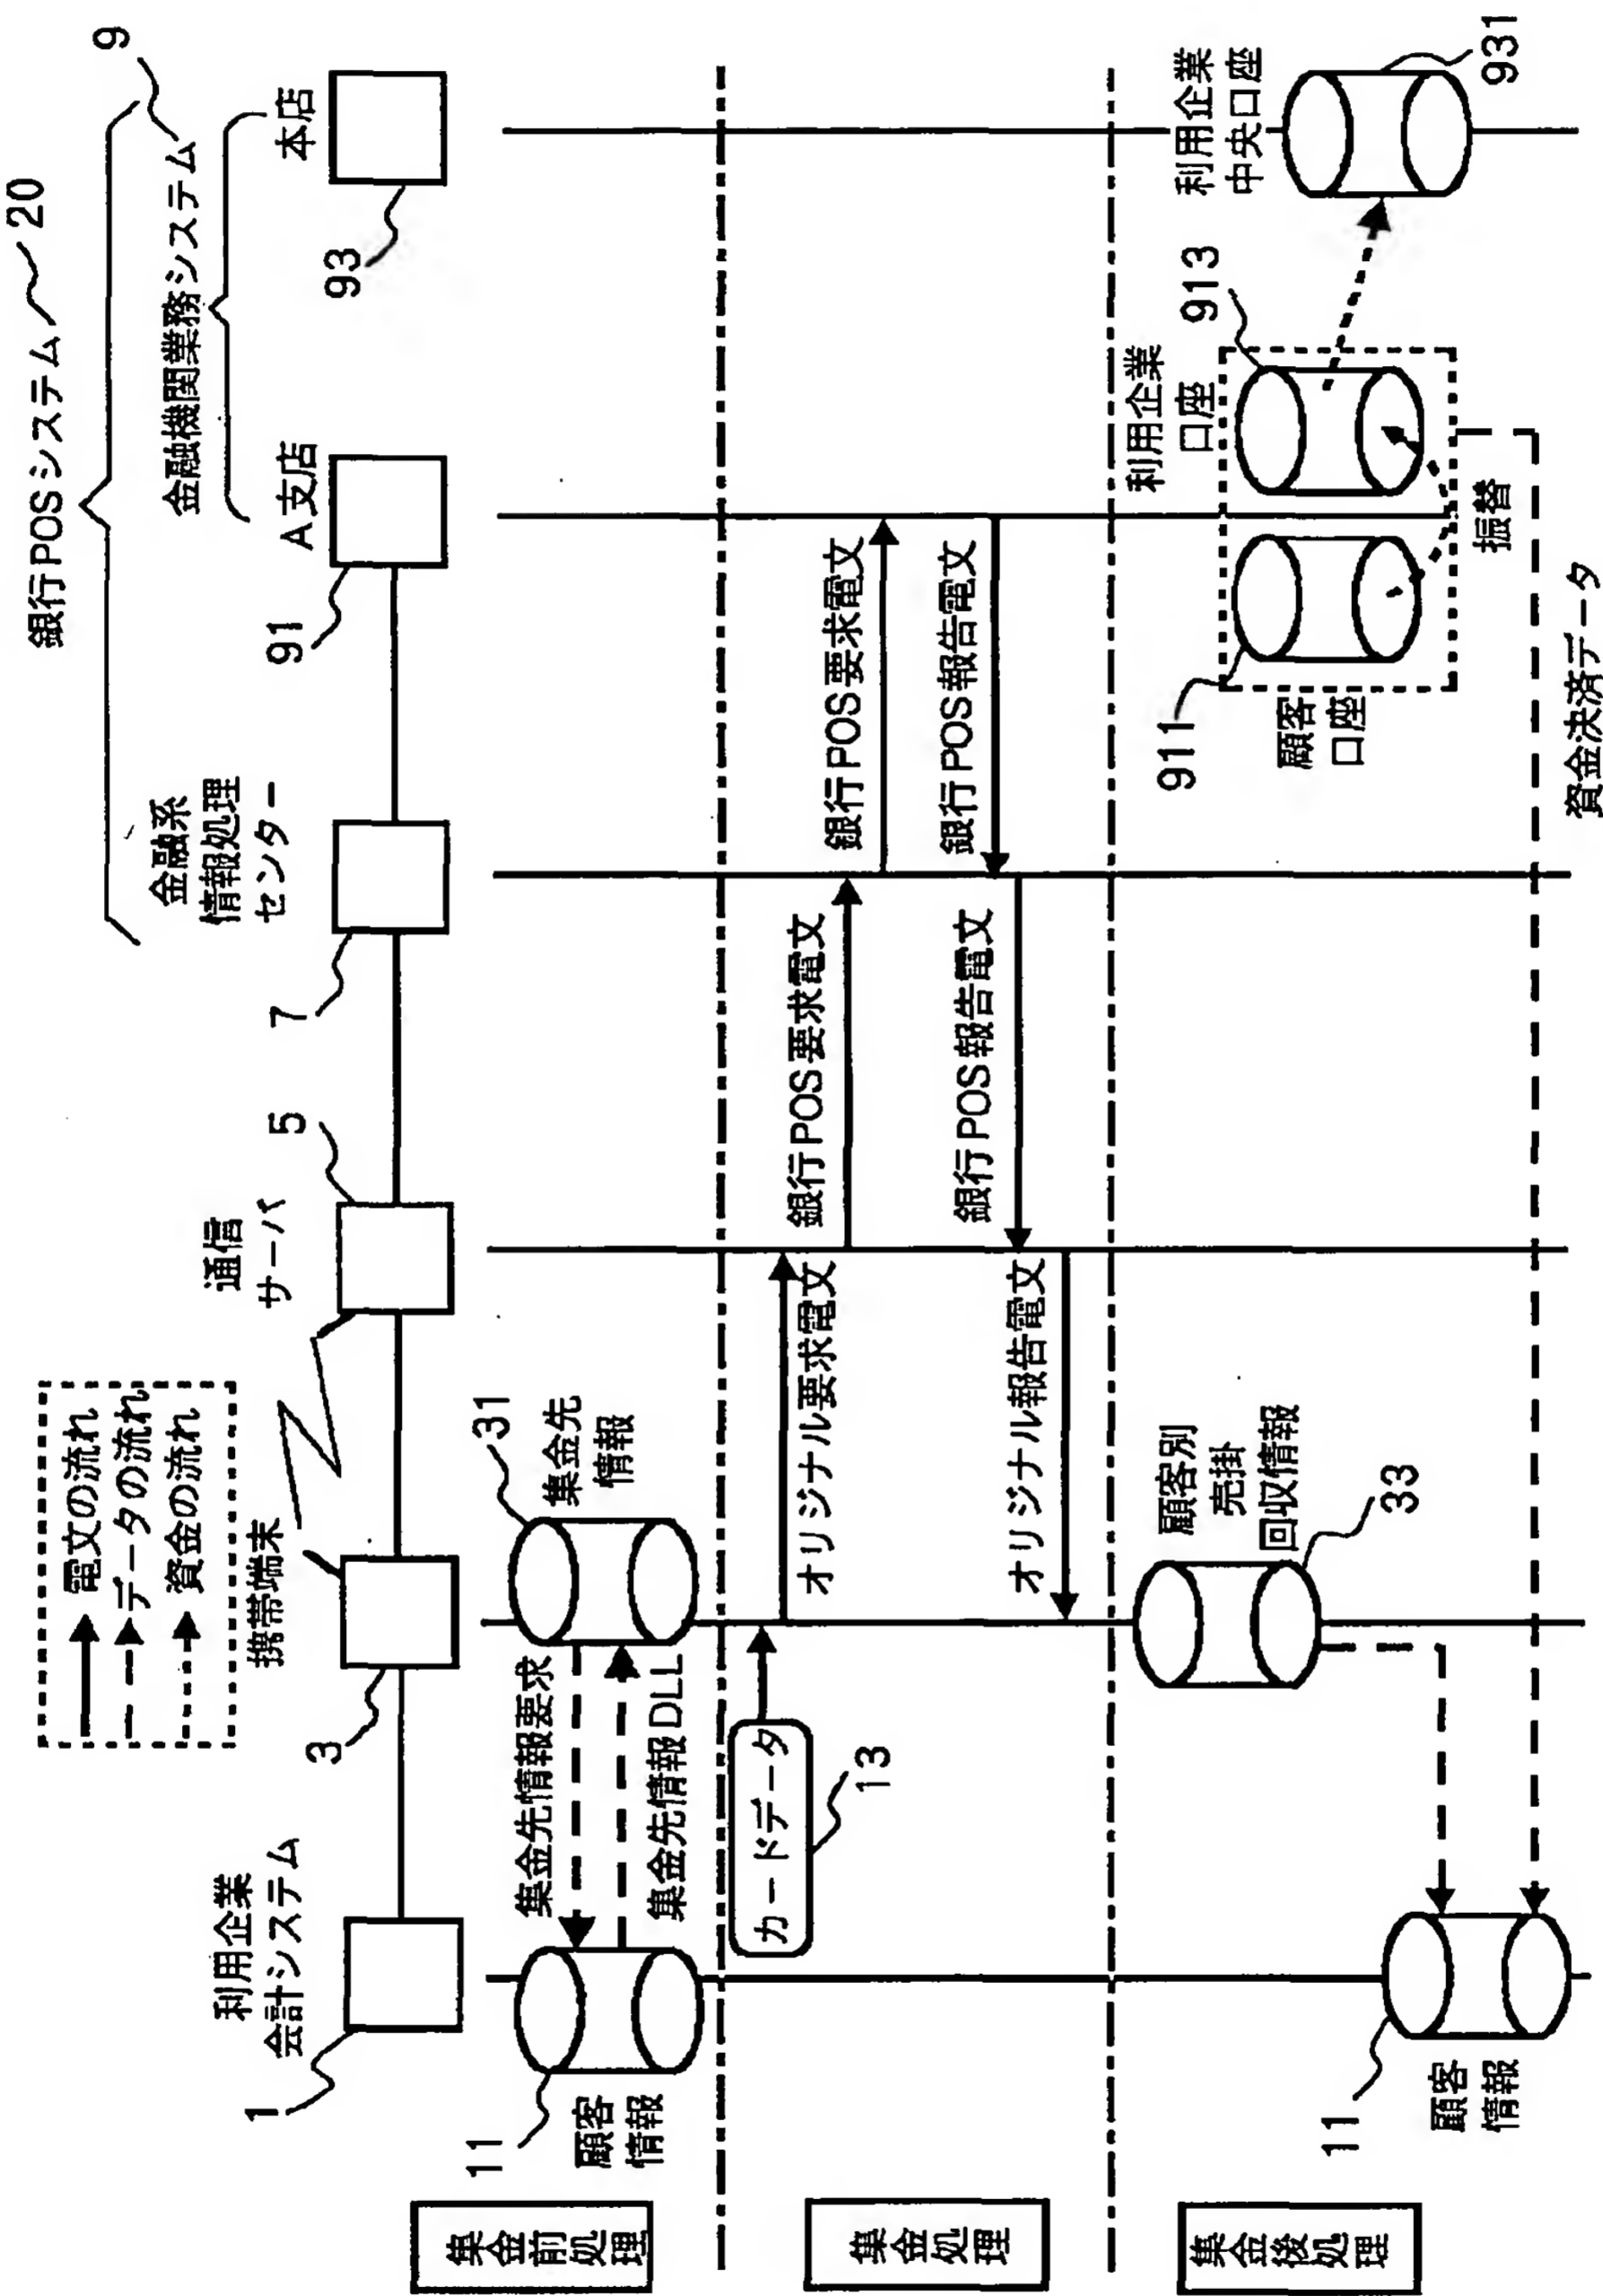 銀行POSシステム 20
9
金融機関業務システム
利用企業
会計システム
1
携帯端末
3
通信
サーバ
5
金融系
情報処理
センター
7
A支店
91
本店
93
電文の流れ
データの流れ
資金の流れ
集金前処理
11
顧客
情報
集金先情報要求
集金先情報DLL
31
集金先
情報
集金処理
カードデータ
13
オリジナル要求電文
銀行POS要求電文
銀行POS要求電文
銀行POS報告電文
銀行POS報告電文
オリジナル報告電文
集金後処理
11
顧客
情報
顧客別
売掛
回収情報
33
911
顧客
口座
利用企業
口座
913
振替
利用企業
中央口座
931
資金決済データ